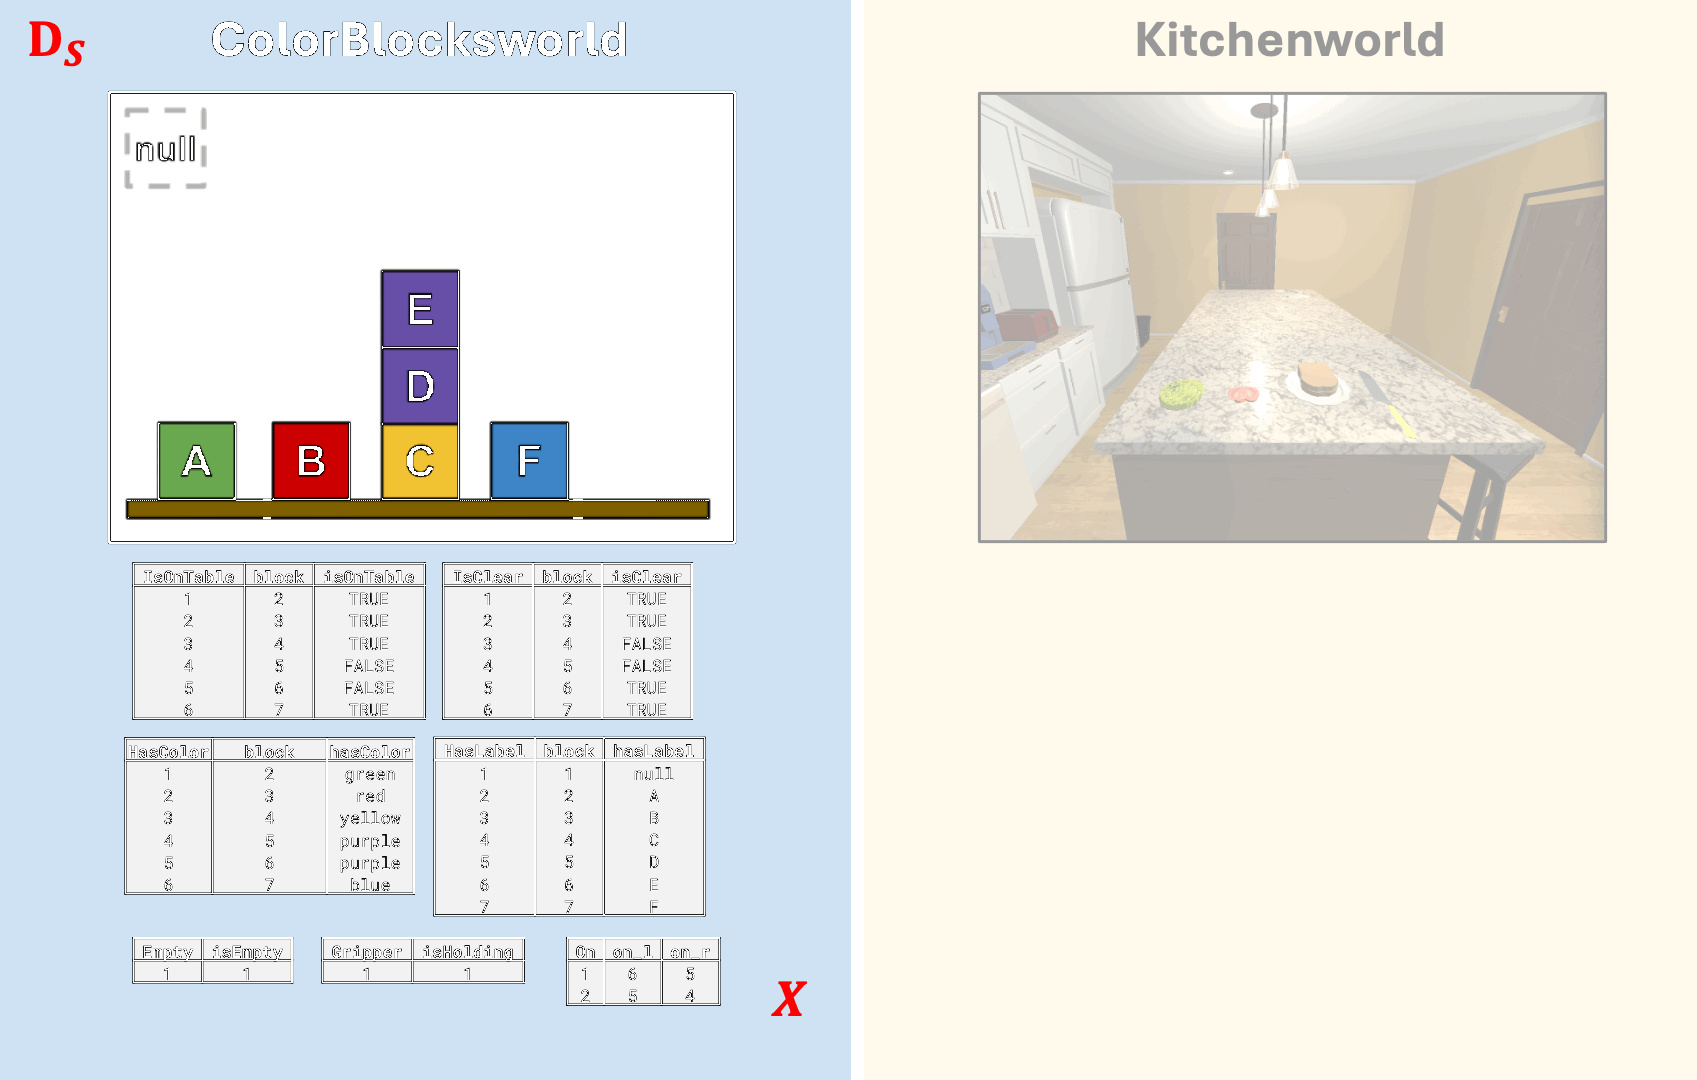 D_S
ColorBlocksworld
Kitchenworld
null
E
D
A B C F
IsOnTable block isOnTable
1 2 TRUE
2 3 TRUE
3 4 TRUE
4 5 FALSE
5 6 FALSE
6 7 TRUE
IsClear block isClear
1 2 TRUE
2 3 TRUE
3 4 FALSE
4 5 FALSE
5 6 TRUE
6 7 TRUE
HasColor block hasColor
1 2 green
2 3 red
3 4 yellow
4 5 purple
5 6 purple
6 7 blue
HasLabel block hasLabel
1 1 null
2 2 A
3 3 B
4 4 C
5 5 D
6 6 E
7 7 F
Empty isEmpty
1 1
Gripper isHolding
1 1
On on_l on_r
1 6 5
2 5 4
X